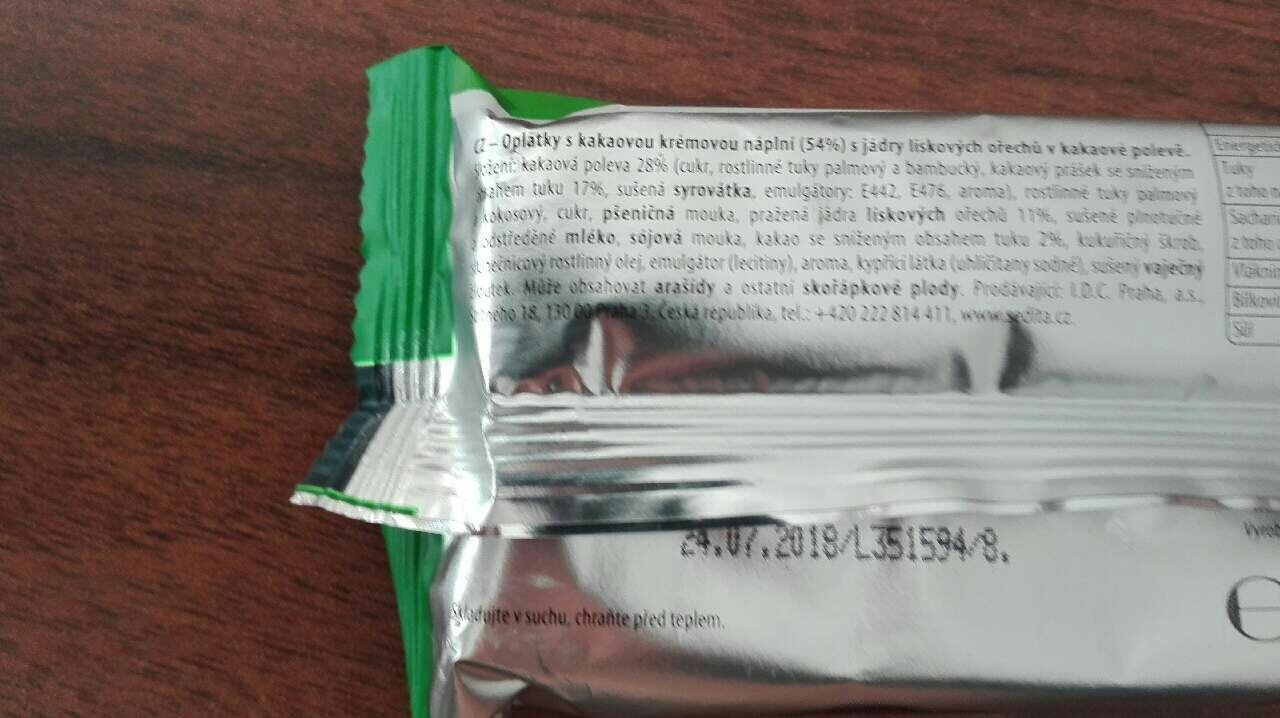 CZ – Oplátky s kakaovou krémovou náplní (54%) s jádry lískových ořechů v kakaové polevě.
kakaová poleva 28% (cukr, rostlinné tuky palmový a bambucký, kakaový prášek se sníženým
tuku 17%, sušená syrovátka, emulgátory: E442, E476, aroma), rostlinné tuky palmový
kokosový, cukr, pšeničná mouka, pražená jádra lískových ořechů 11%, sušené plnotučné
mléko, sójová mouka, kakao se sníženým obsahem tuku 2%, kukuřičný škrob,
rostlinný olej, emulgátor (lecitiny), aroma, kypřicí látka (uhličitany sodné), sušený vaječný
Může obsahovat arašídy a ostatní skořápkové plody. Prodávající: I.D.C. Praha, a.s.,
18, 130 00 Praha 3, Česká republika, tel.: +420 222 814 411, www.sedita.cz.
Tuky
Sůl
24.07.2018/L351594/8.
Skladujte v suchu, chraňte před teplem.
e